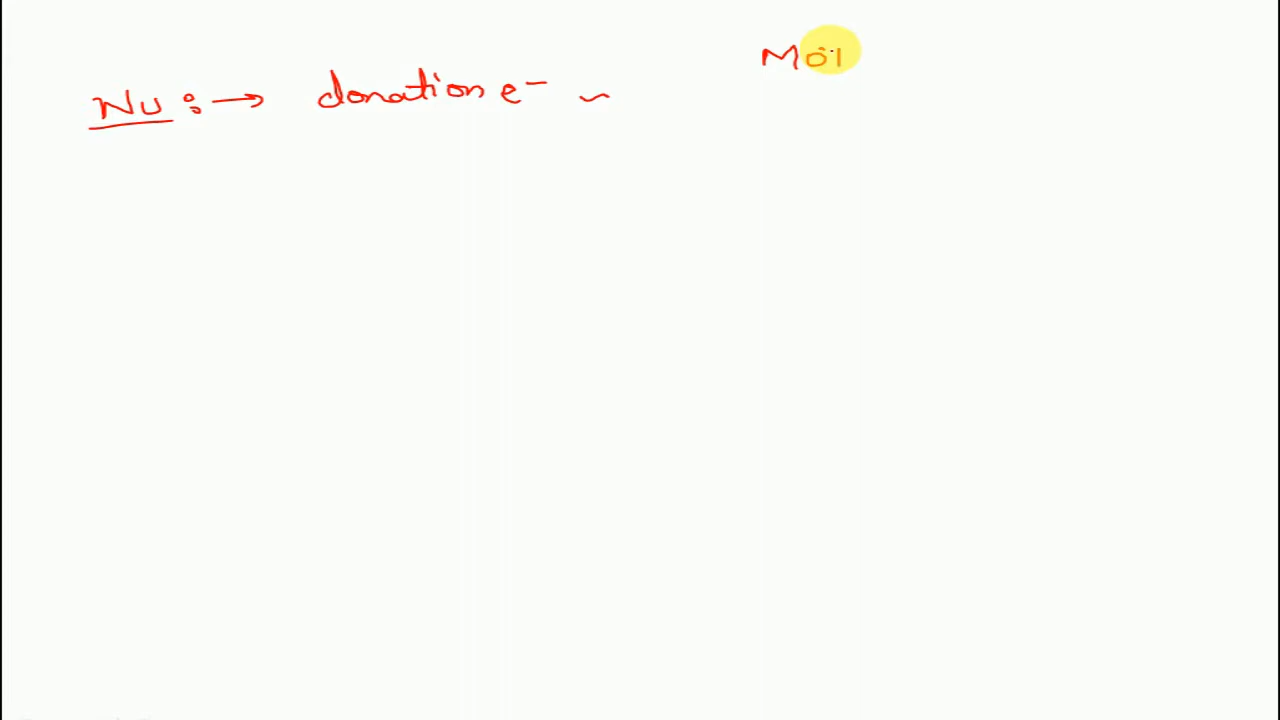 Mol
Nu : → donation e- ~